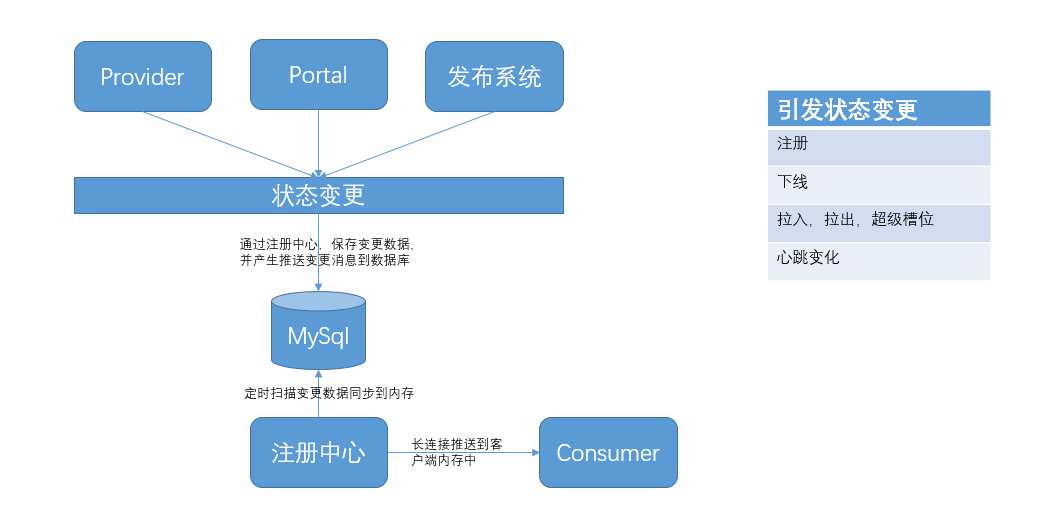 Provider
Portal
发布系统
状态变更
通过注册中心，保存变更数据，
并产生推送变更消息到数据库
MySql
定时扫描变更数据同步到内存
注册中心
长连接推送到客
户端内存中
Consumer
引发状态变更
注册
下线
拉入，拉出，超级槽位
心跳变化